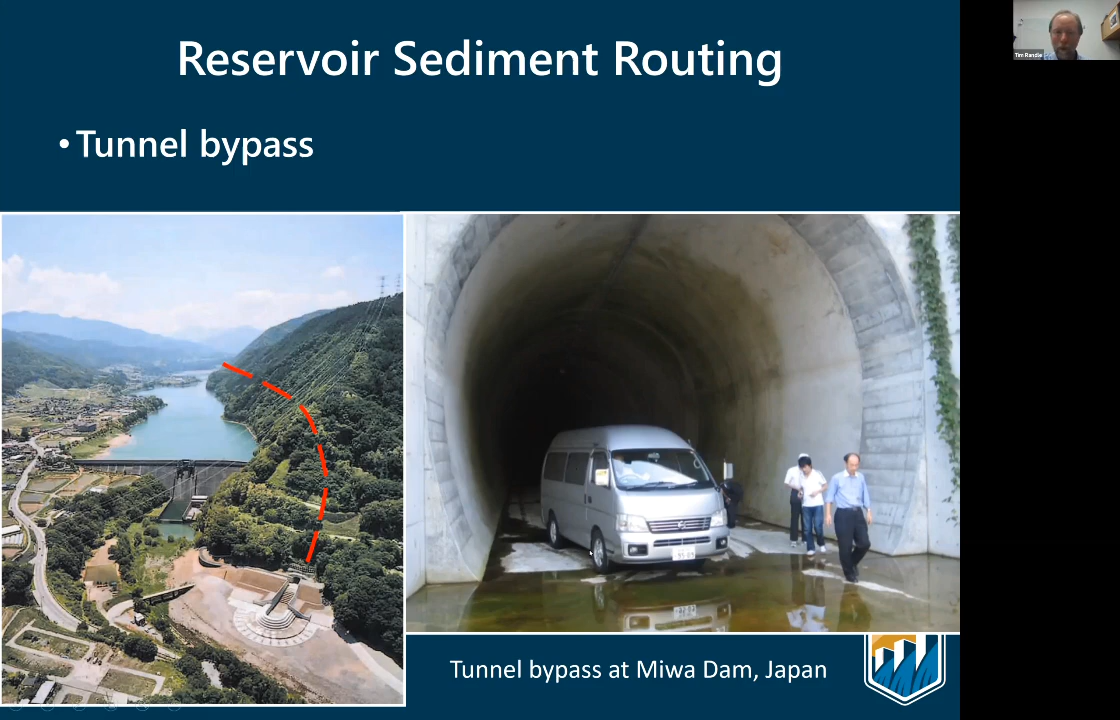 Reservoir Sediment Routing
• Tunnel bypass
Tim Randle
Tunnel bypass at Miwa Dam, Japan